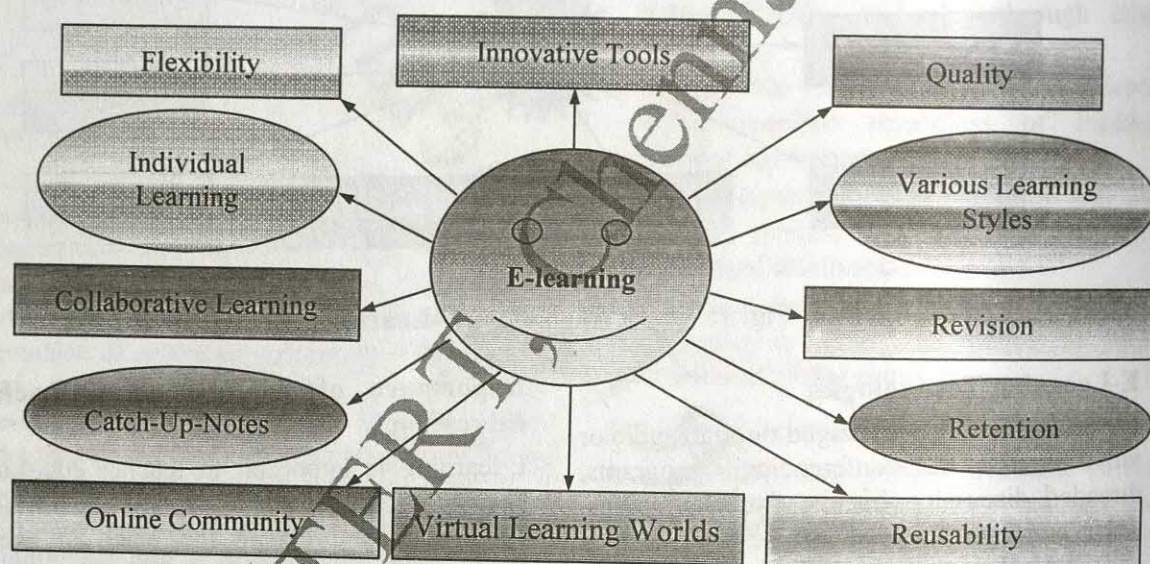 Flexibility
Innovative Tools
Quality
Individual
Learning
Various Learning
Styles
E-learning
Collaborative Learning
Revision
Catch-Up-Notes
Retention
Online Community
Virtual Learning Worlds
Reusability